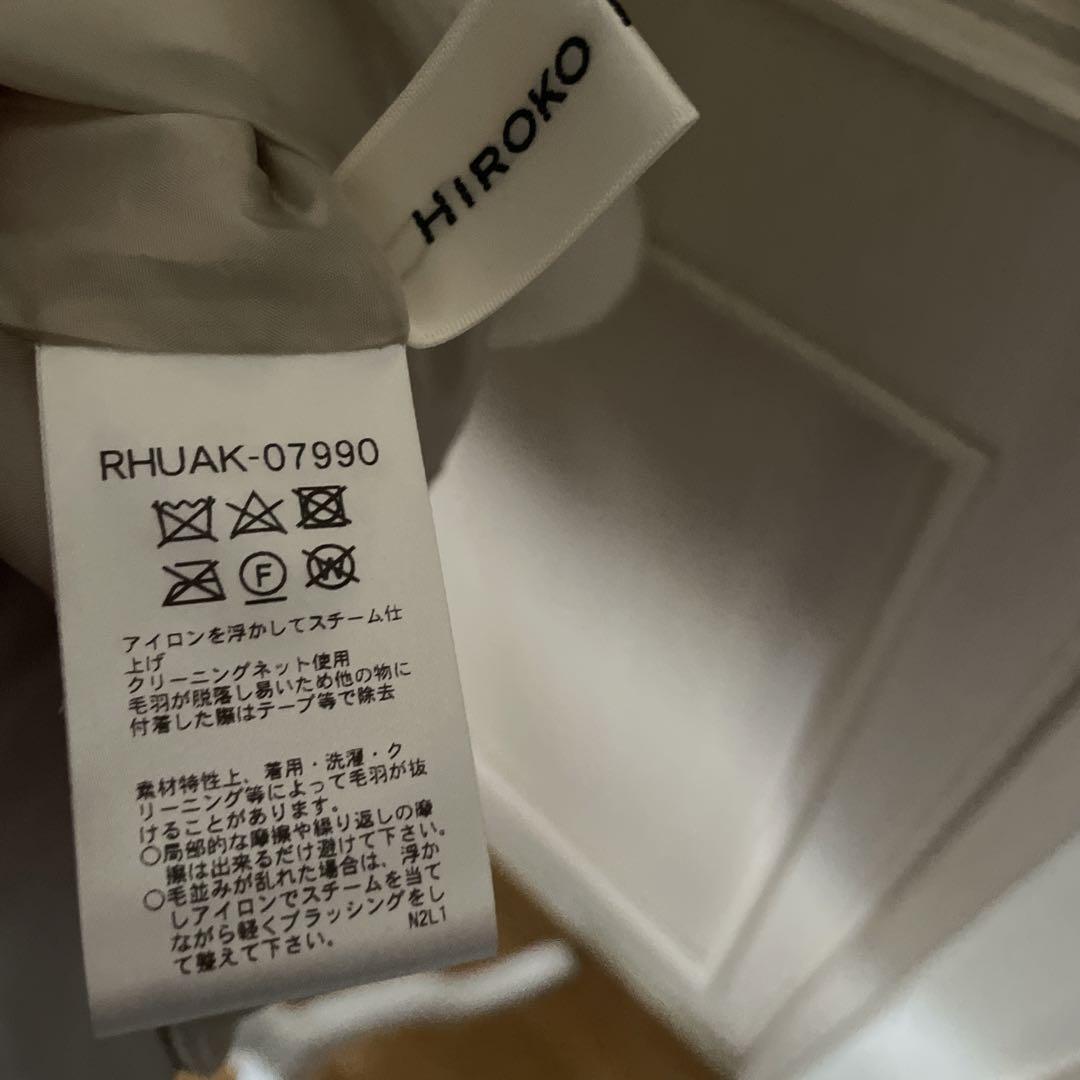 HIROKO
RHUAK-07990
F
W
アイロンを浮かしてスチーム仕
上げ
クリーニングネット使用
毛羽が脱落し易いため他の物に
付着した際はテープ等で除去
素材特性上、着用・洗濯・ク
リーニング等によって毛羽が抜
けることがあります。
○局部的な摩擦や繰り返しの摩
擦は出来るだけ避けて下さい。
○毛並みが乱れた場合は、浮か
しアイロンでスチームを当て
ながら軽くブラッシングをし
て整えて下さい。
N2L1